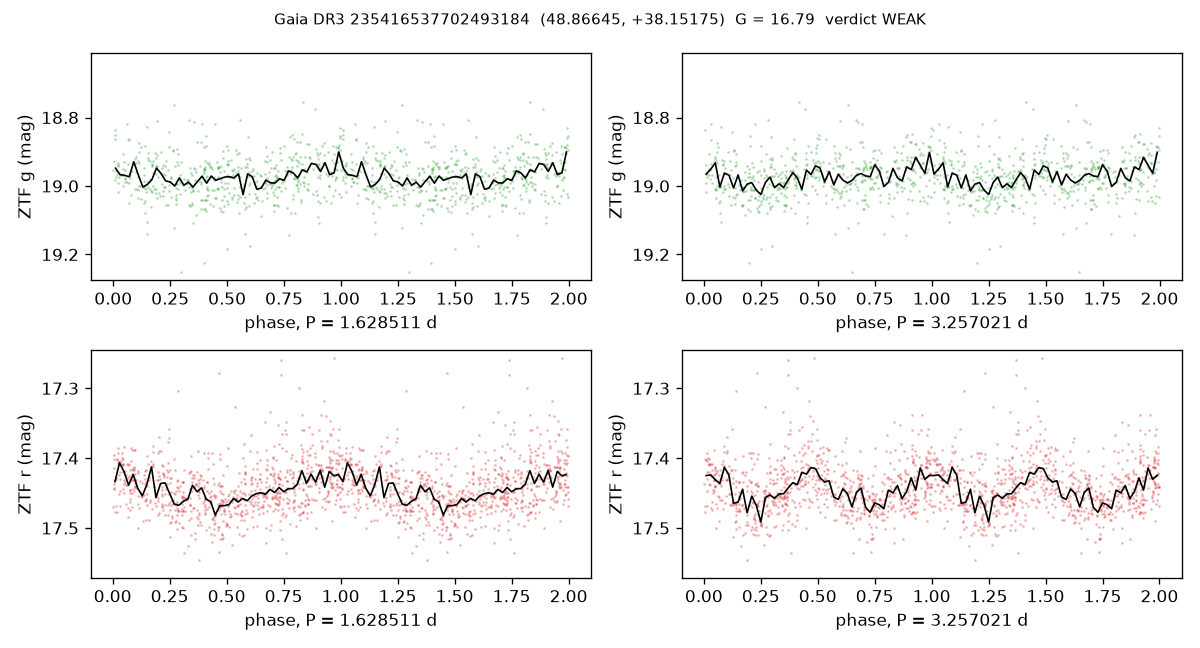 Gaia DR3 235416537702493184  (48.86645, +38.15175)  G = 16.79  verdict WEAK
ZTF g (mag)
18.8
19.0
19.2
0.00 0.25 0.50 0.75 1.00 1.25 1.50 1.75 2.00
phase, P = 1.628511 d
ZTF g (mag)
18.8
19.0
19.2
0.00 0.25 0.50 0.75 1.00 1.25 1.50 1.75 2.00
phase, P = 3.257021 d
ZTF r (mag)
17.3
17.4
17.5
0.00 0.25 0.50 0.75 1.00 1.25 1.50 1.75 2.00
phase, P = 1.628511 d
ZTF r (mag)
17.3
17.4
17.5
0.00 0.25 0.50 0.75 1.00 1.25 1.50 1.75 2.00
phase, P = 3.257021 d